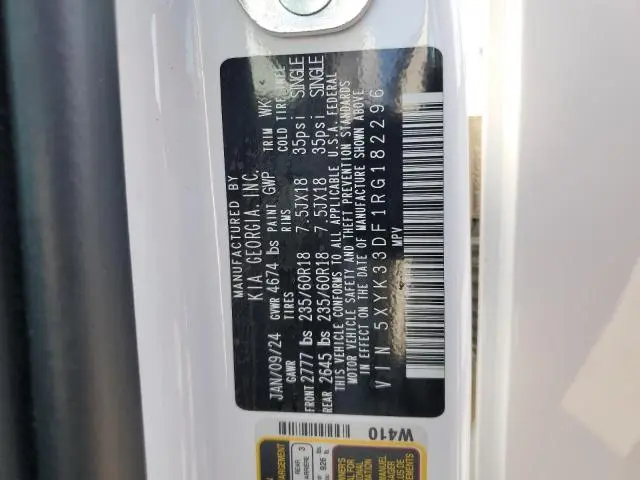 MANUFACTURED BY
KIA GEORGIA, INC.
JAN/09/24 GVWR 4674 lbs PAINT GWP TRIM WK
GAWR TIRES RIMS COLD TIRE
FRONT 2777 lbs 235/60R18 7.5JX18 35psi SINGLE
REAR 2645 lbs 235/60R18 7.5JX18 35psi SINGLE
THIS VEHICLE CONFORMS TO ALL APPLICABLE U.S.A. FEDERAL
MOTOR VEHICLE SAFETY AND THEFT PREVENTION STANDARDS
IN EFFECT ON THE DATE OF MANUFACTURE SHOWN ABOVE
VIN 5XYK33DF1RG182296
MPV
W410
REAR 3